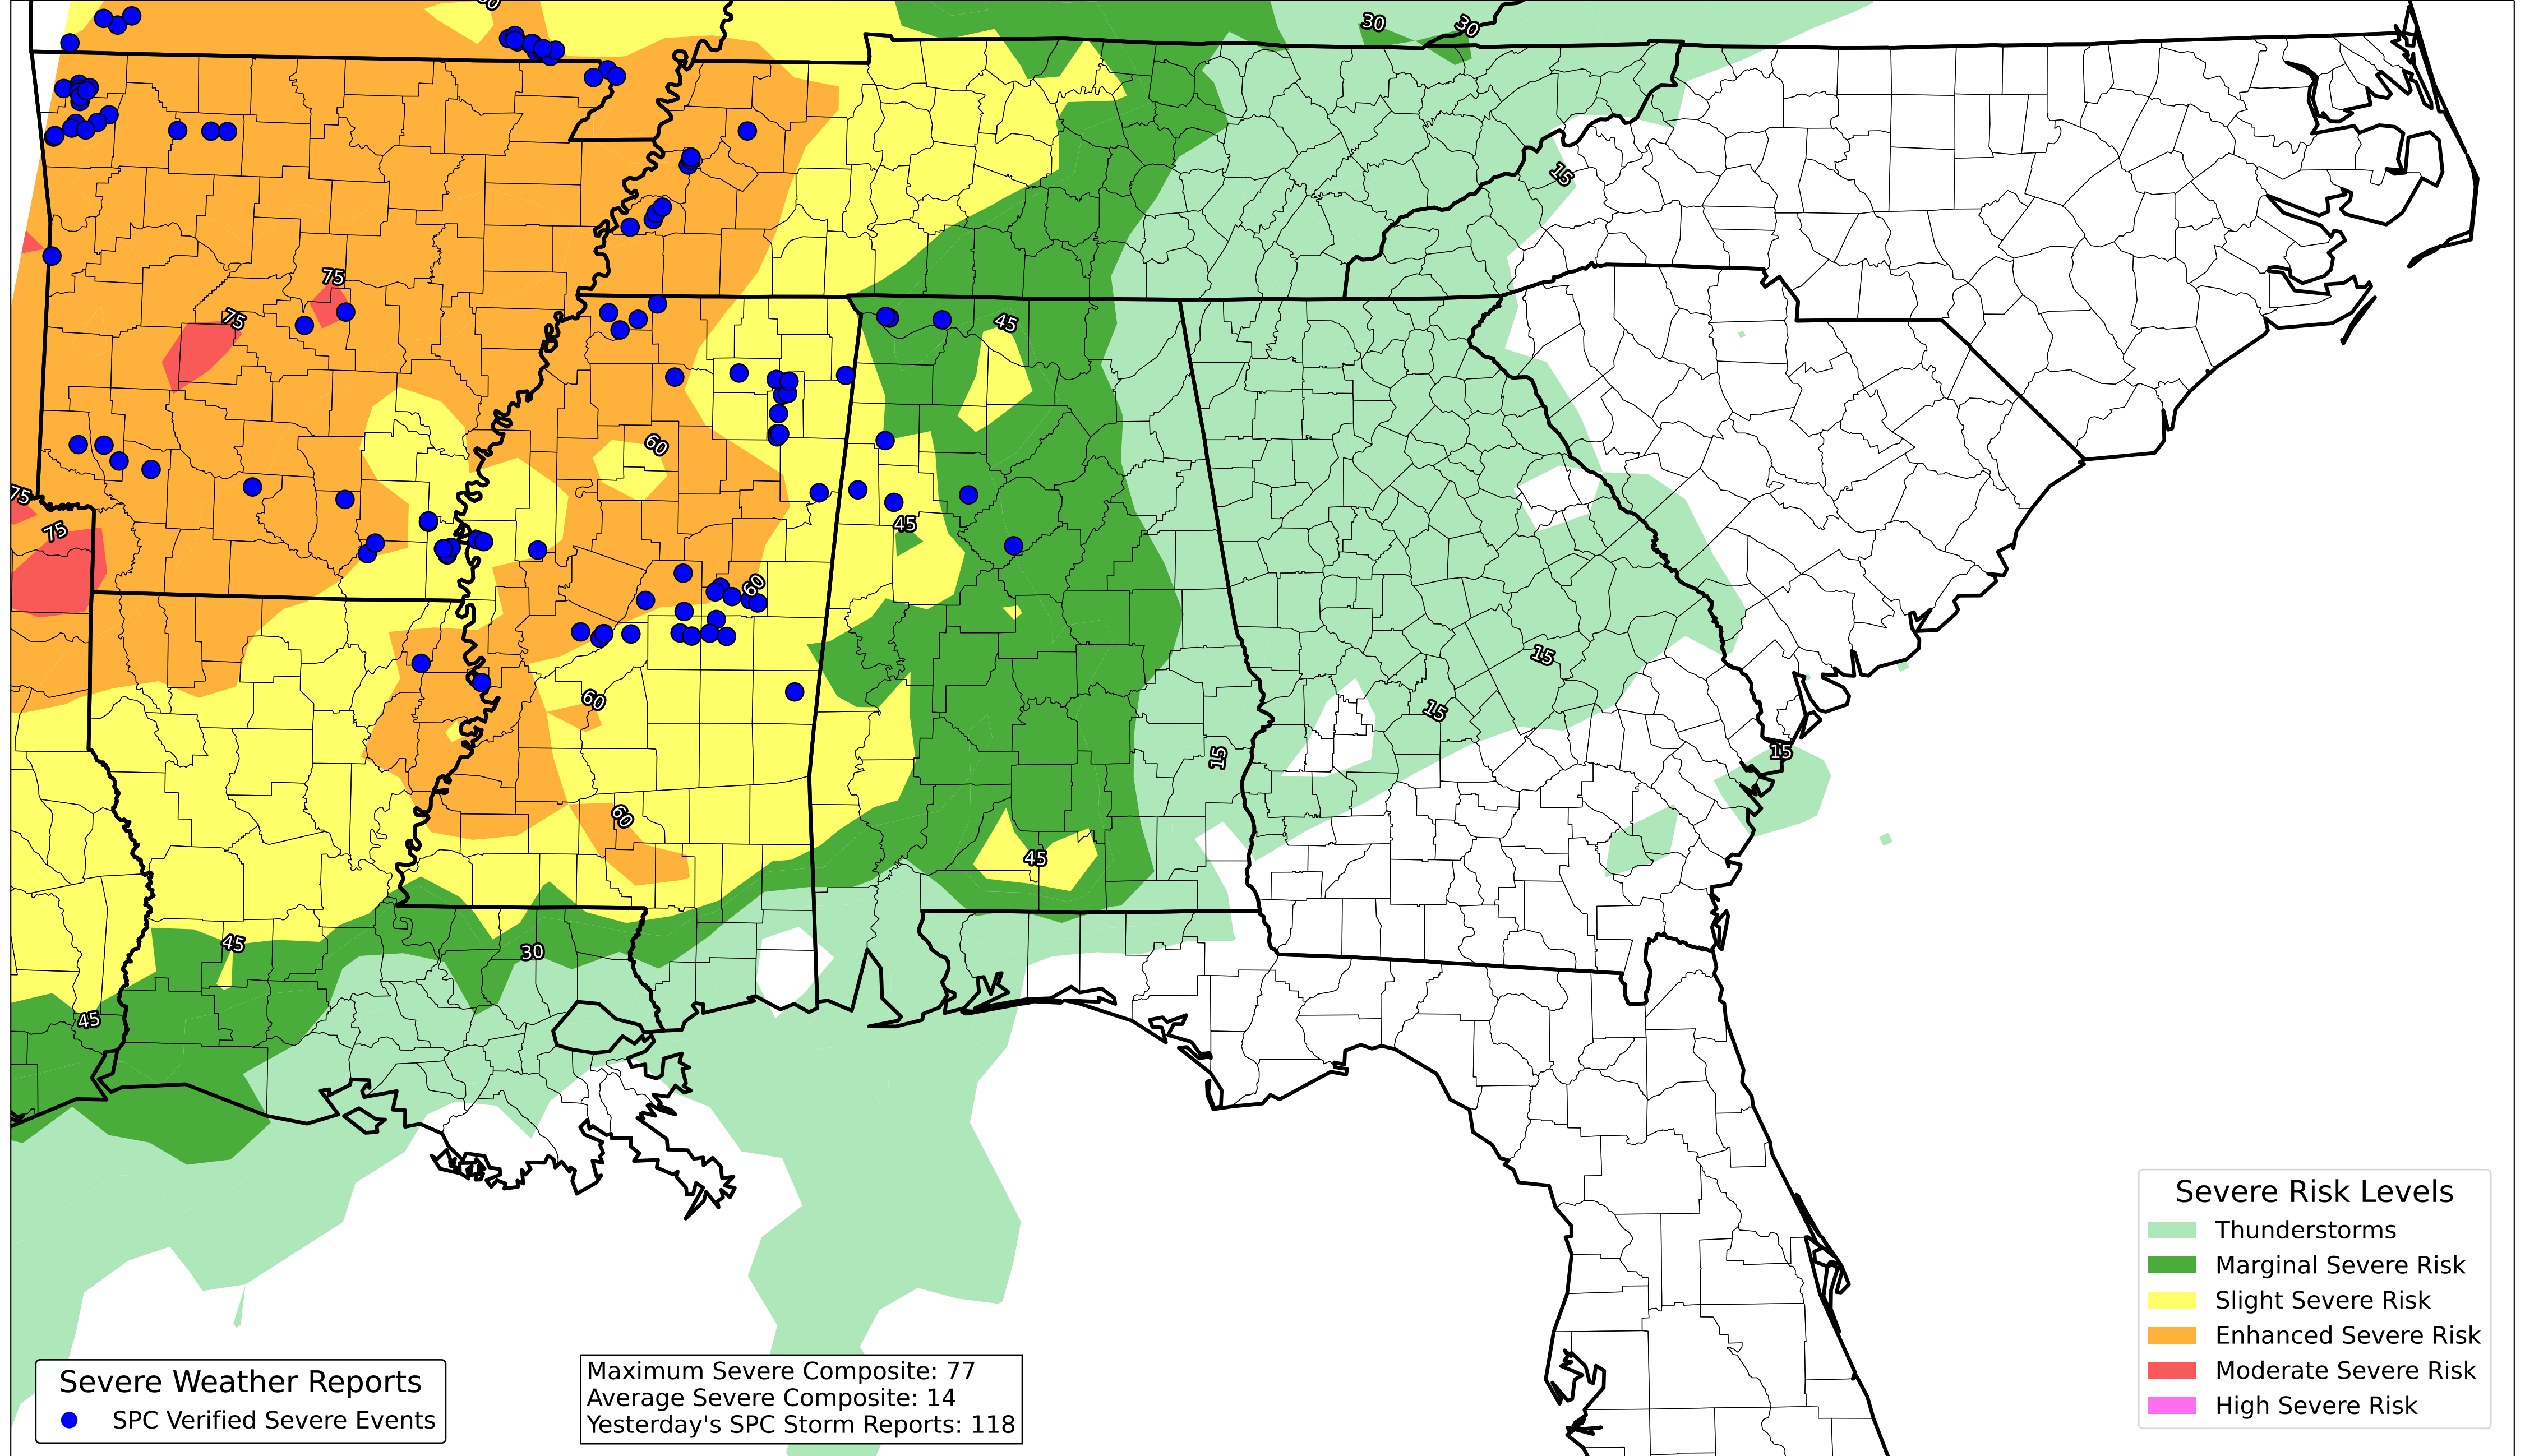 60
30
30
15
75
75
45
60
75
75
45
60
15
60
15
15
15
60
45
45
30
45
Severe Risk Levels
Thunderstorms
Marginal Severe Risk
Slight Severe Risk
Enhanced Severe Risk
Moderate Severe Risk
High Severe Risk
Severe Weather Reports
SPC Verified Severe Events
Maximum Severe Composite: 77
Average Severe Composite: 14
Yesterday's SPC Storm Reports: 118